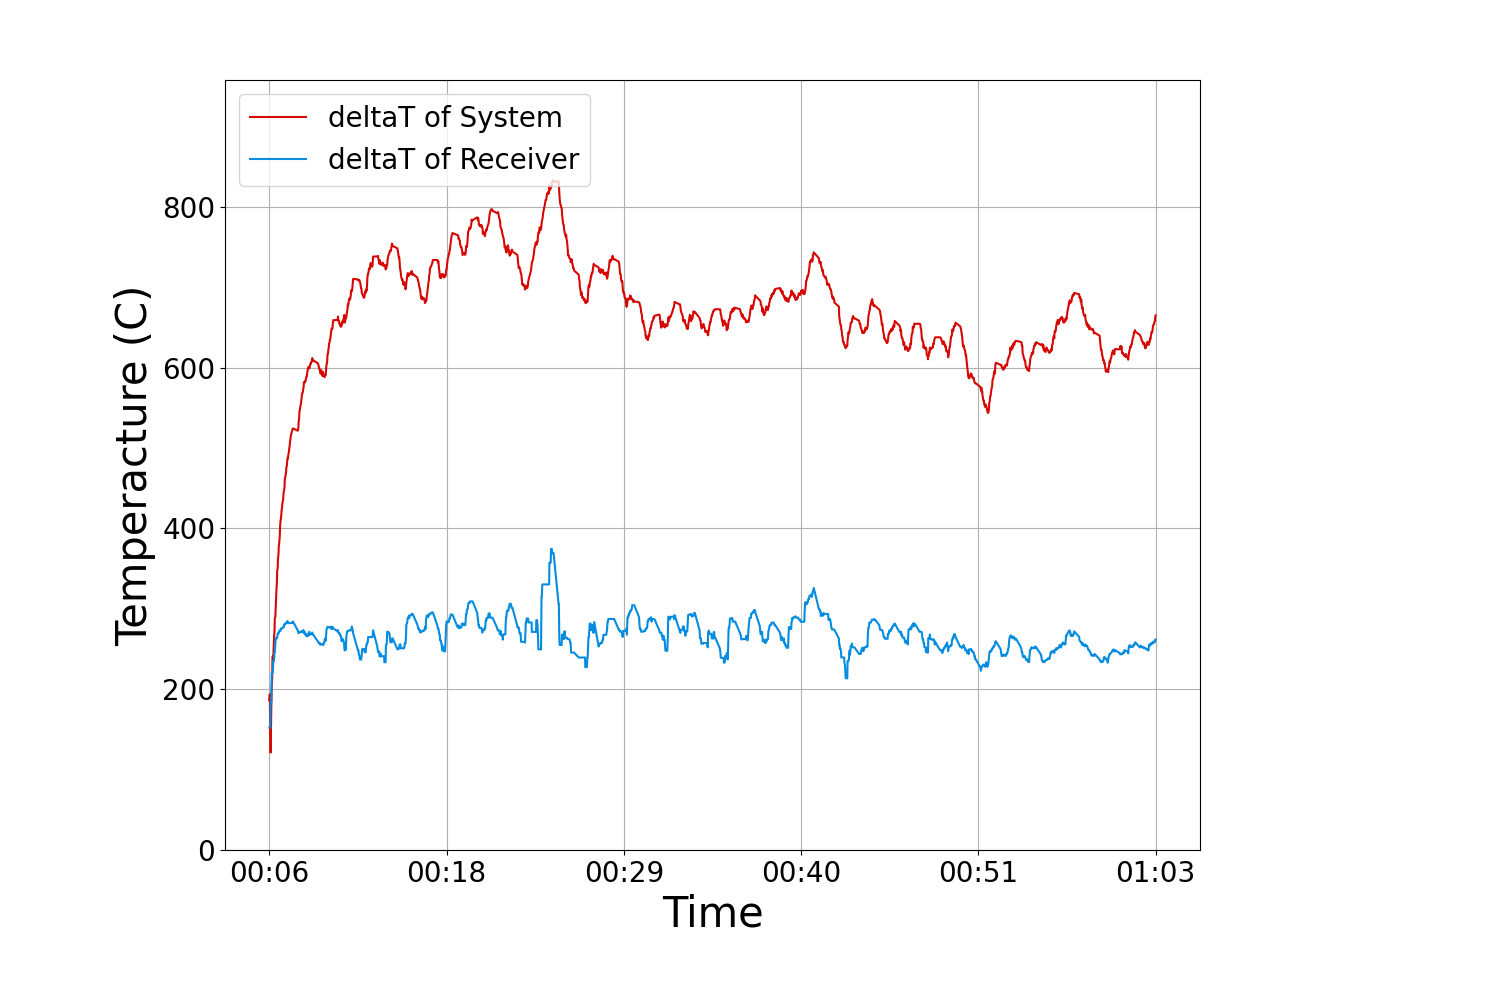 deltaT of System
deltaT of Receiver
800
600
400
200
0
Temperacture (C)
00:06 00:18 00:29 00:40 00:51 01:03
Time